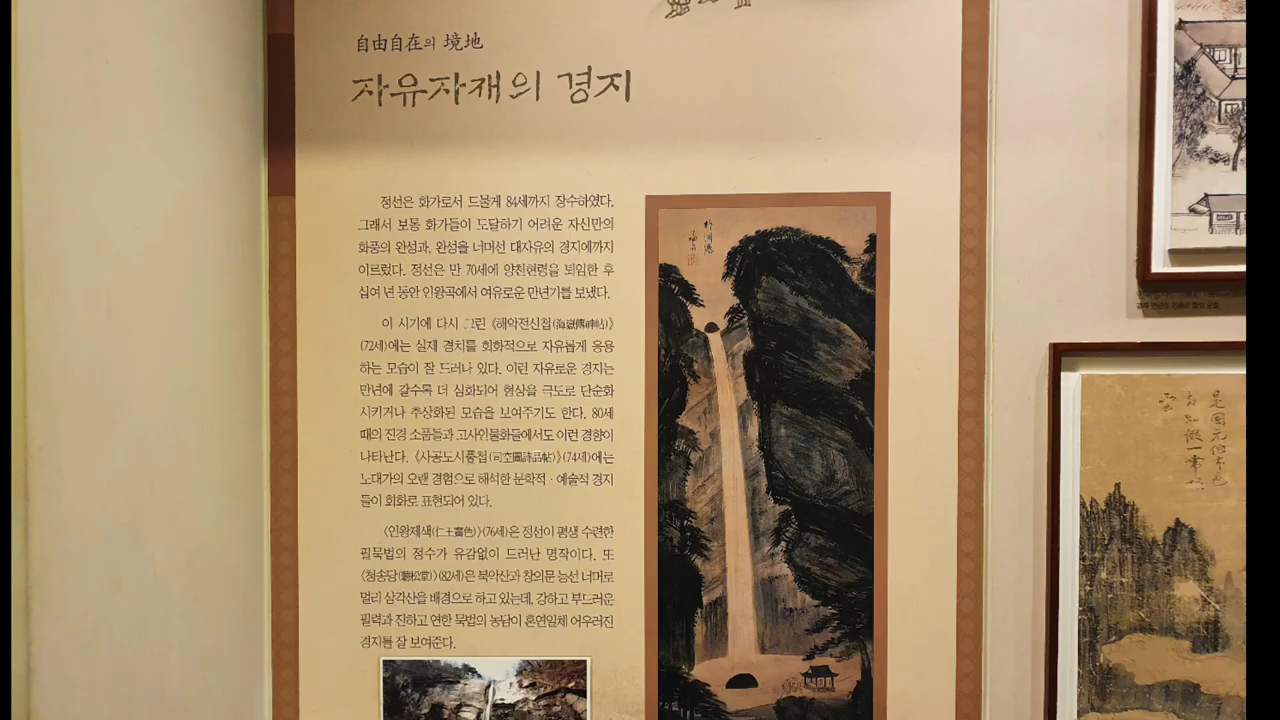 自由自在의 境地
자유자재의 경지
정선은 화가로서 드물게 84세까지 장수하였다.
그래서 보통 화가들이 도달하기 어려운 자신만의
화풍의 완성과, 완성을 너머선 대자유의 경지에까지
이르렀다. 정선은 만 70세에 양천현령을 퇴임한 후
십여 년 동안 인왕곡에서 여유로운 만년기를 보냈다.
이 시기에 다시 그린 《해악전신첩(海嶽傳神帖)》
(72세)에는 실제 경치를 회화적으로 자유롭게 응용
하는 모습이 잘 드러나 있다. 이런 자유로운 경지는
만년에 갈수록 더 심화되어 형상을 극도로 단순화
시키거나 추상화된 모습을 보여주기도 한다. 80세
때의 진경 소품들과 고사인물화들에서도 이런 경향이
나타난다. 《사공도시품첩(司空圖詩品帖)》(74세)에는
노대가의 오랜 경험으로 해석한 문학적·예술적 경지
들이 회화로 표현되어 있다.
〈인왕제색(仁王霽色)〉(76세)은 정선이 평생 수련한
필묵법의 정수가 유감없이 드러난 명작이다. 또
〈청송당(聽松堂)〉(82세)은 북악산과 창의문 능선 너머로
멀리 삼각산을 배경으로 하고 있는데, 강하고 부드러운
필력과 진하고 연한 묵법의 농담이 혼연일체 어우러진
경지를 잘 보여준다.